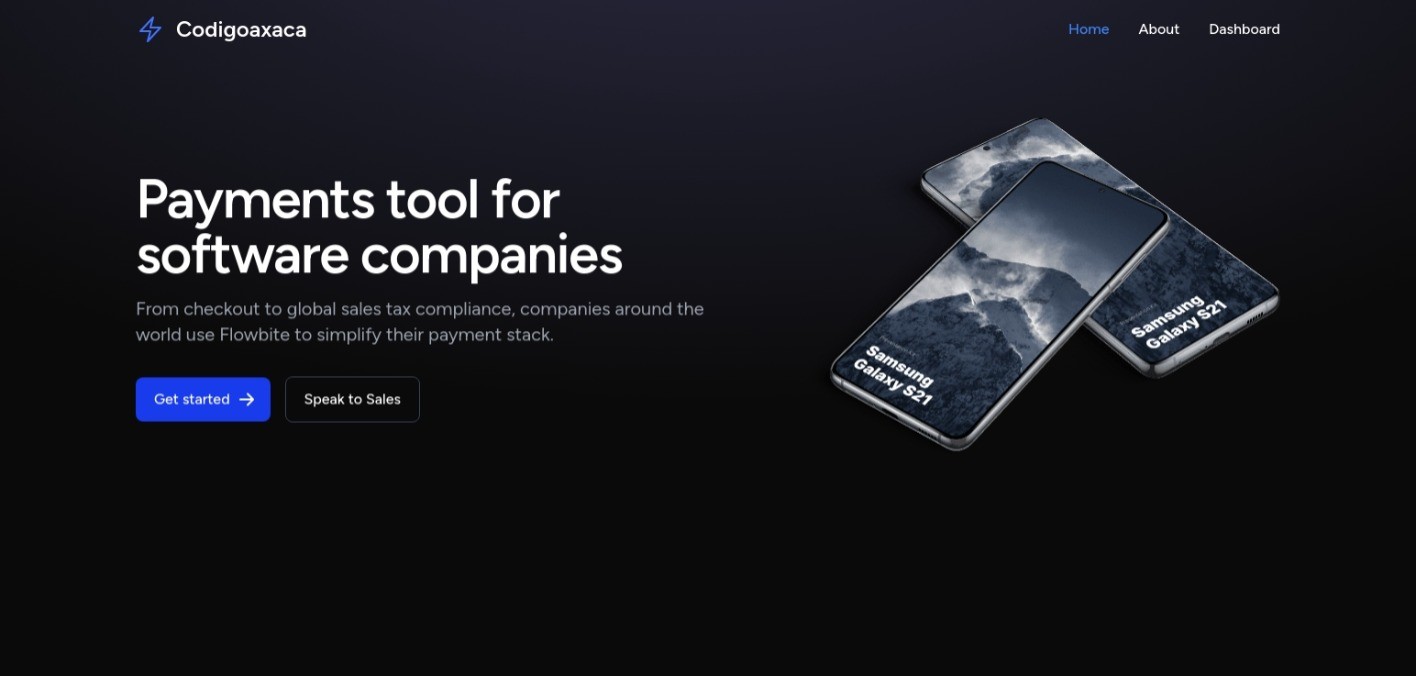 Codigoaxaca
Home
About
Dashboard
Payments tool for
software companies
From checkout to global sales tax compliance, companies around the
world use Flowbite to simplify their payment stack.
Get started
Speak to Sales
Samsung
Galaxy S21
Samsung
Galaxy S21